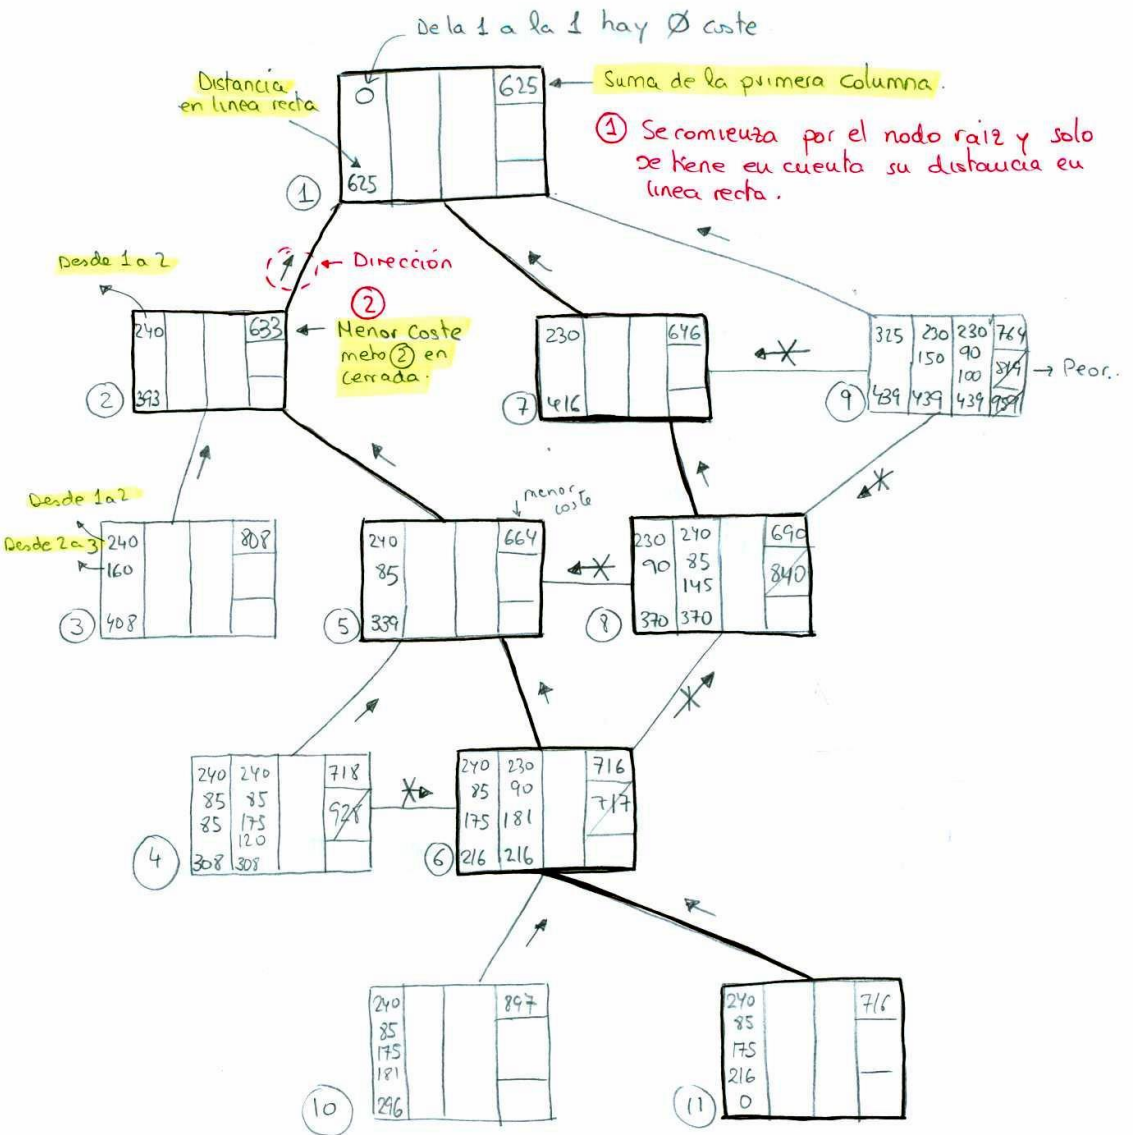 De la 1 a la 1 hay Ø coste
Distancia
en linea recta
0
625
Suma de la primera columna.
① Se comienza por el nodo raiz y solo
se tiene en cuenta su distancia en
linea recta.
625
1
Desde 1 a 2
Dirección
②
240
633
Menor Coste
meto ② en
cerrada.
393
2
230
646
416
7
325 230 230 764
150 90 819
100
439 439 439 959
9
Peor..
Desde 1 a 2
Desde 2 a 3
240
808
160
408
3
menor
coste
240
664
85
339
5
230 240 690
90 85 840
145
370 370
8
240 240 718
85 85 928
85 175
120
308 308
4
240 230 716
85 90 717
175 181
216 216
6
240 897
85
175
181
296
10
240 716
85
175
216
0
11